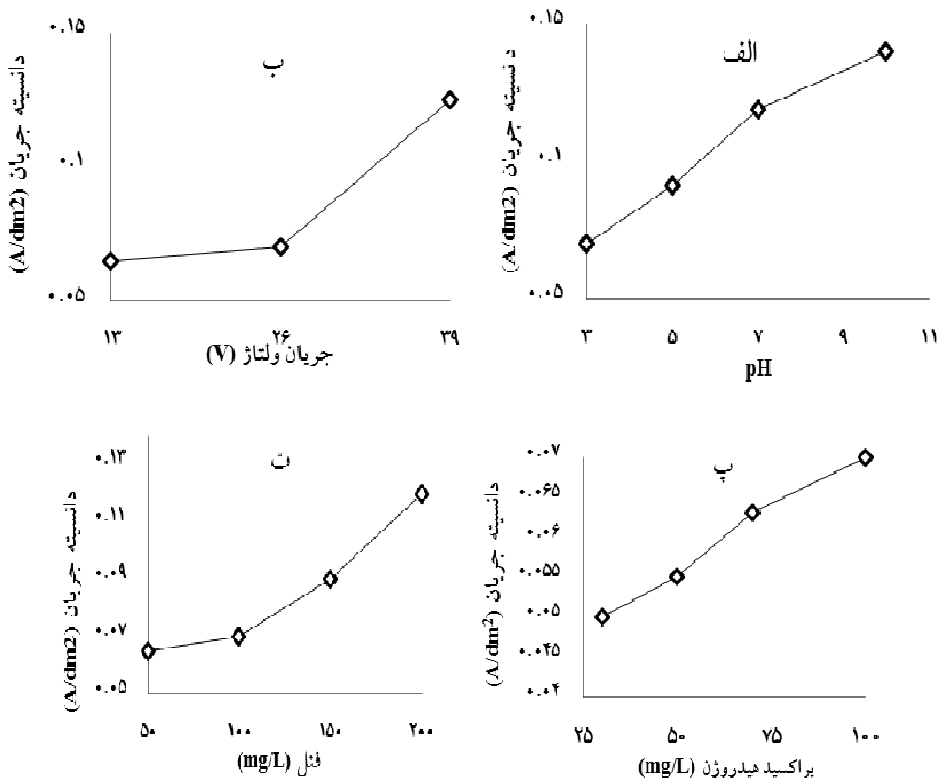 الف
دانسیته جریان (A/dm2)
۰.۱۵
۰.۱
۰.۰۵
۳ ۵ ۷ ۹ ۱۱
pH
ب
دانسیته جریان (A/dm2)
۰.۱۵
۰.۱
۰.۰۵
۱۳ ۲۶ ۳۹
جریان ولتاژ (V)
پ
دانسیته جریان (A/dm²)
۰.۰۷
۰.۰۶۵
۰.۰۶
۰.۰۵۵
۰.۰۵
۰.۰۴۵
۰.۰۴
۲۵ ۵۰ ۷۵ ۱۰۰
پراکسیدهیدروژن (mg/L)
ت
دانسیته جریان (A/dm2)
۰.۱۳
۰.۱۱
۰.۰۹
۰.۰۷
۰.۰۵
۵۰ ۱۰۰ ۱۵۰ ۲۰۰
فنل (mg/L)